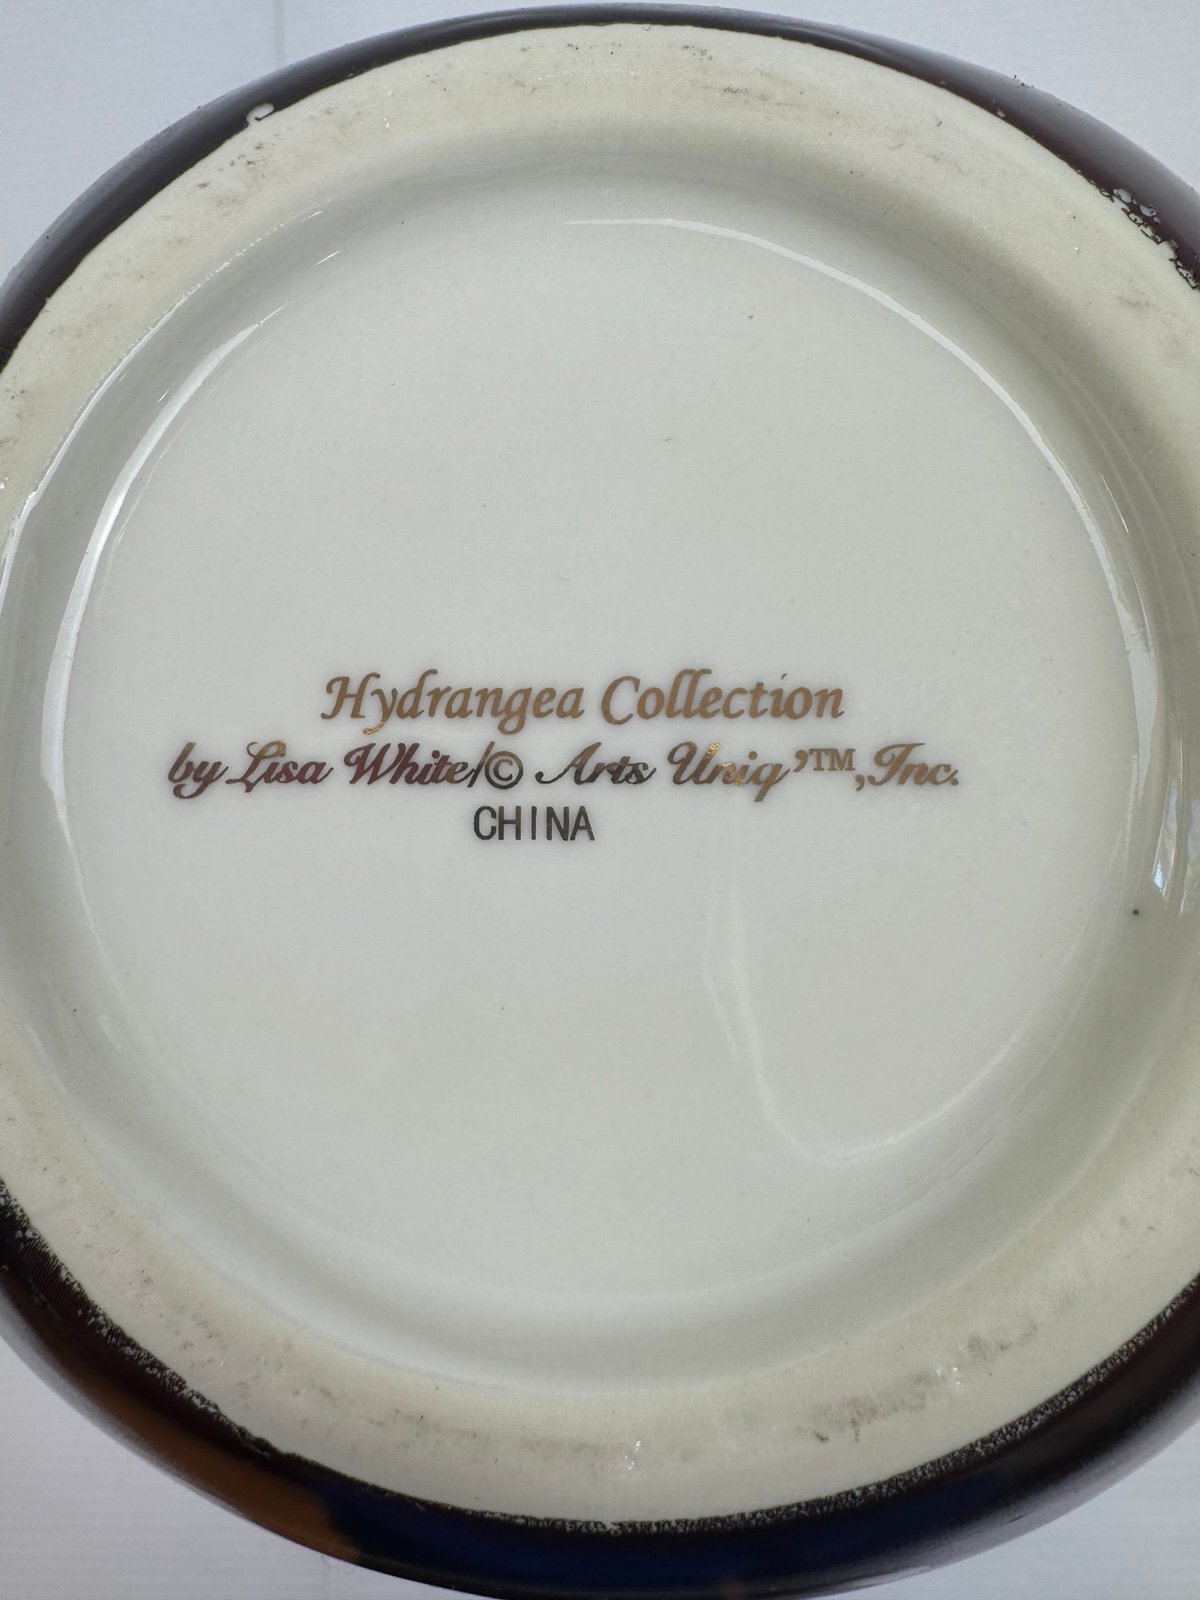 Hydrangea Collection
by Lisa White/© Arts Uniq'™, Inc.
CHINA